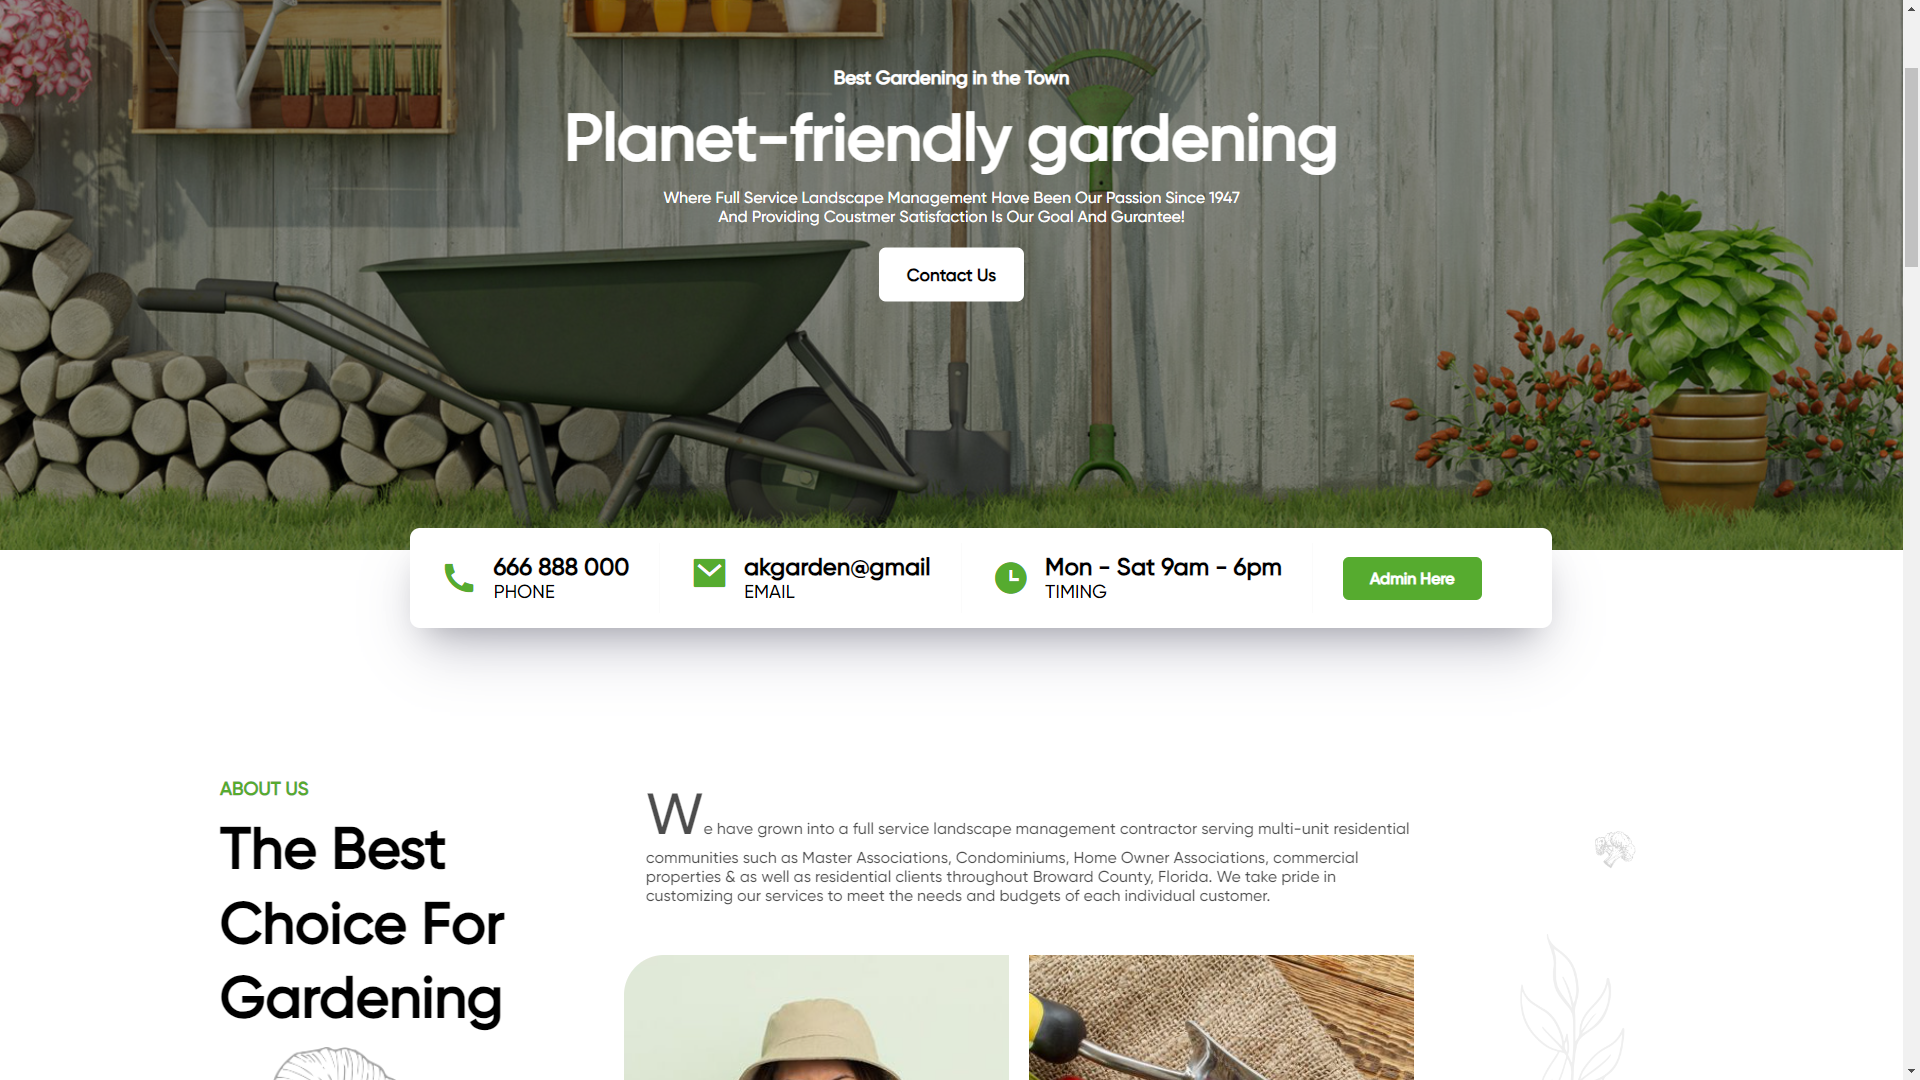 Best Gardening in the Town
Planet-friendly gardening
Where Full Service Landscape Management Have Been Our Passion Since 1947
And Providing Coustmer Satisfaction Is Our Goal And Gurantee!
Contact Us
666 888 000
PHONE
akgarden@gmail
EMAIL
Mon - Sat 9am - 6pm
TIMING
Admin Here
ABOUT US
The Best
Choice For
Gardening
We have grown into a full service landscape management contractor serving multi-unit residential
communities such as Master Associations, Condominiums, Home Owner Associations, commercial
properties & as well as residential clients throughout Broward County, Florida. We take pride in
customizing our services to meet the needs and budgets of each individual customer.